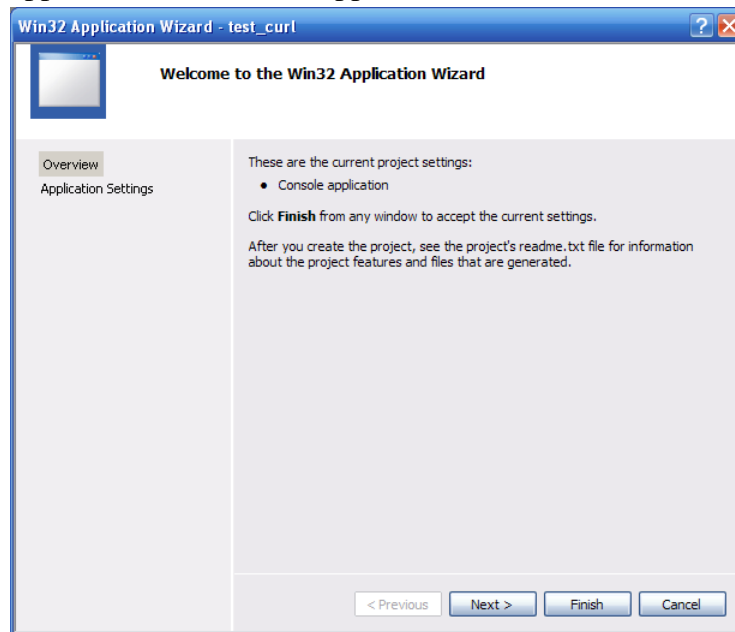 Win32 Application Wizard - test_curl
Welcome to the Win32 Application Wizard
Overview
Application Settings
These are the current project settings:
• Console application
Click Finish from any window to accept the current settings.
After you create the project, see the project's readme.txt file for information
about the project features and files that are generated.
< Previous
Next >
Finish
Cancel